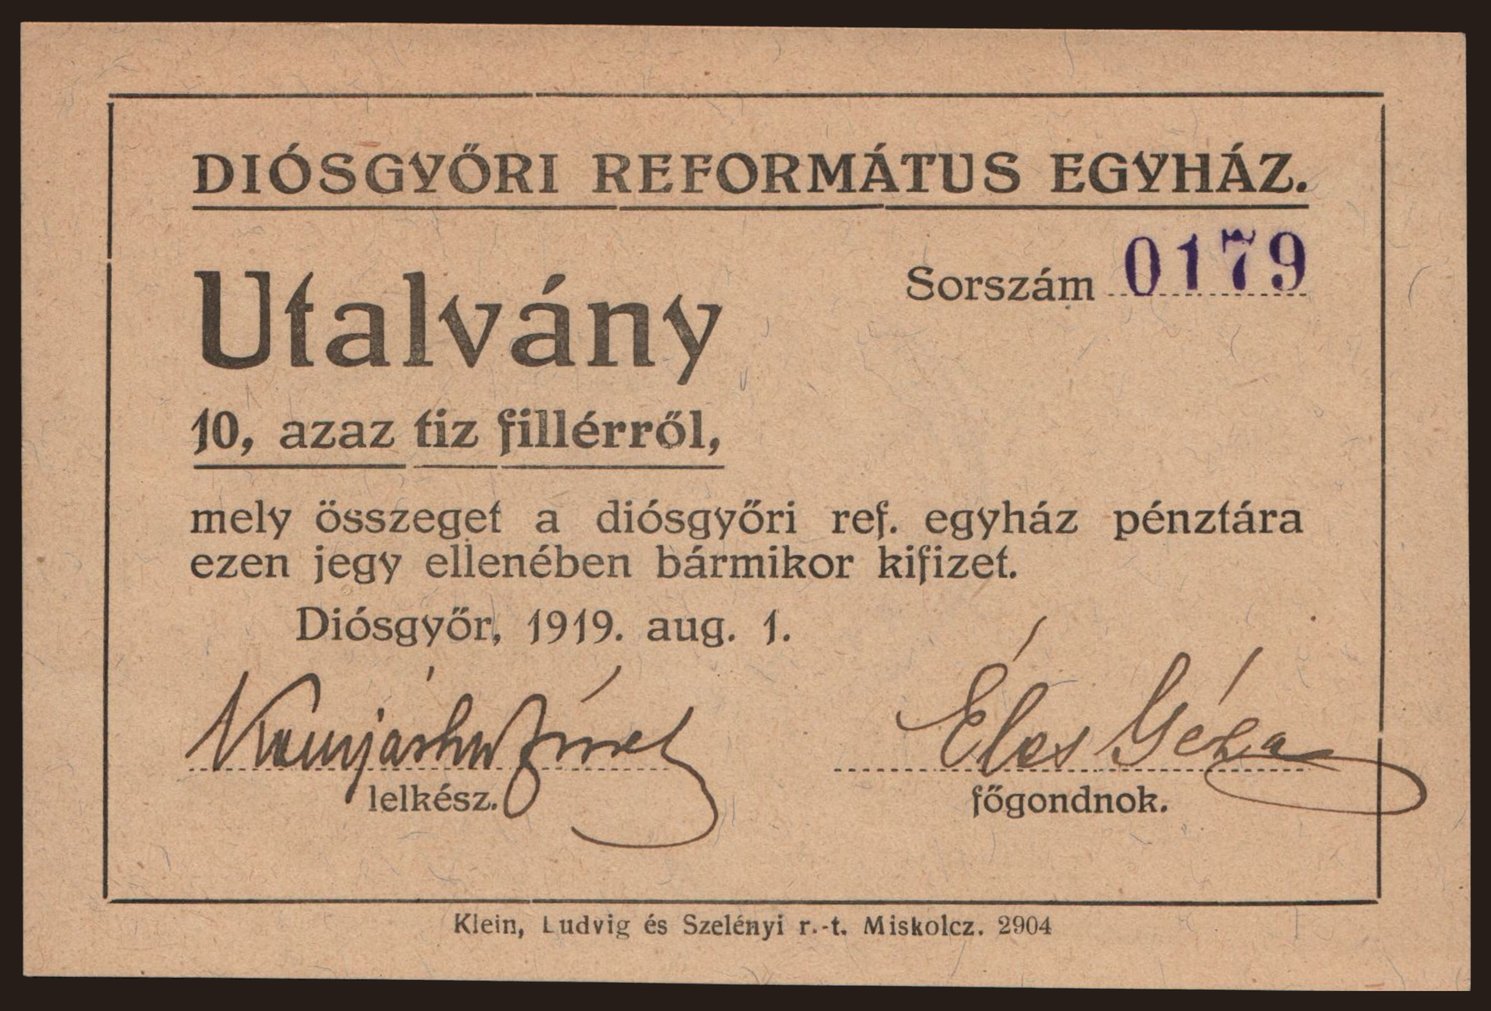 DIÓSGYŐRI REFORMÁTUS EGYHÁZ.
Sorszám 0179
Utalvány
10, azaz tiz fillérről,
mely összeget a diósgyőri ref. egyház pénztára
ezen jegy ellenében bármikor kifizet.
Diósgyőr, 1919. aug. 1.
Éles Géza
lelkész.
főgondnok.
Klein, Ludvig és Szelényi r.-t. Miskolcz. 2904